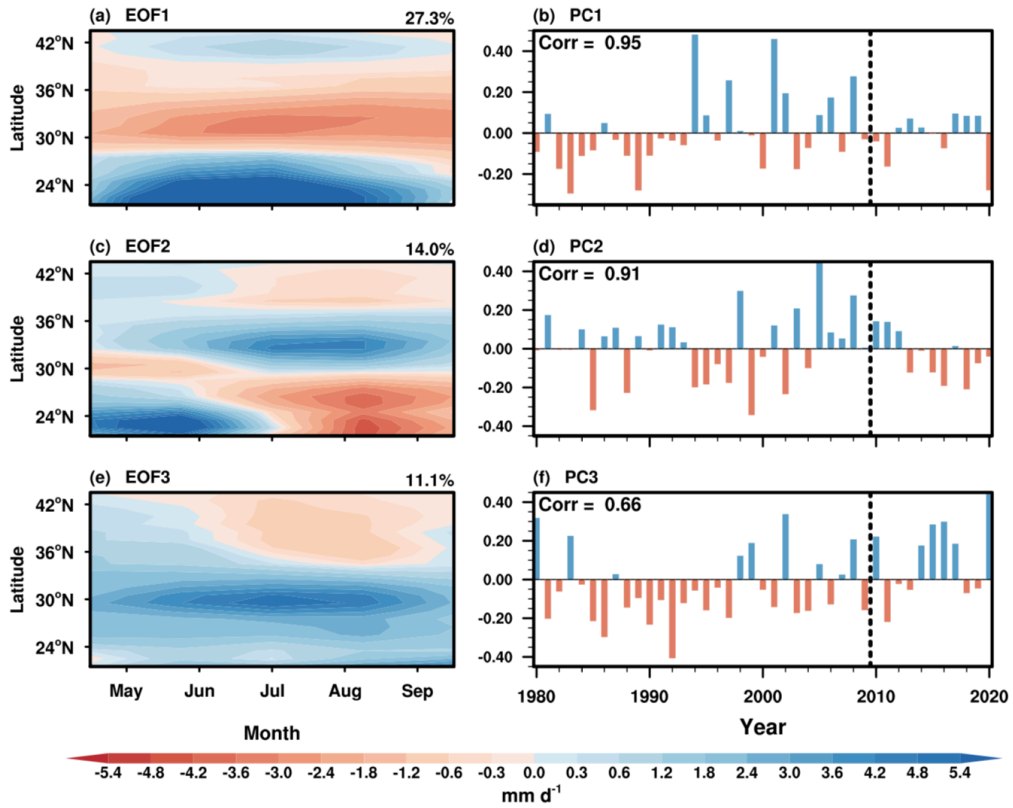 (a) EOF1 27.3%
42°N
36°N
30°N
24°N
Latitude
(b) PC1
Corr = 0.95
0.40
0.20
0.00
-0.20
(c) EOF2 14.0%
42°N
36°N
30°N
24°N
Latitude
(d) PC2
Corr = 0.91
0.40
0.20
0.00
-0.20
-0.40
(e) EOF3 11.1%
42°N
36°N
30°N
24°N
Latitude
May Jun Jul Aug Sep
Month
(f) PC3
Corr = 0.66
0.40
0.20
0.00
-0.20
-0.40
1980 1990 2000 2010 2020
Year
-5.4 -4.8 -4.2 -3.6 -3.0 -2.4 -1.8 -1.2 -0.6 -0.3 0.0 0.3 0.6 1.2 1.8 2.4 3.0 3.6 4.2 4.8 5.4
mm d⁻¹